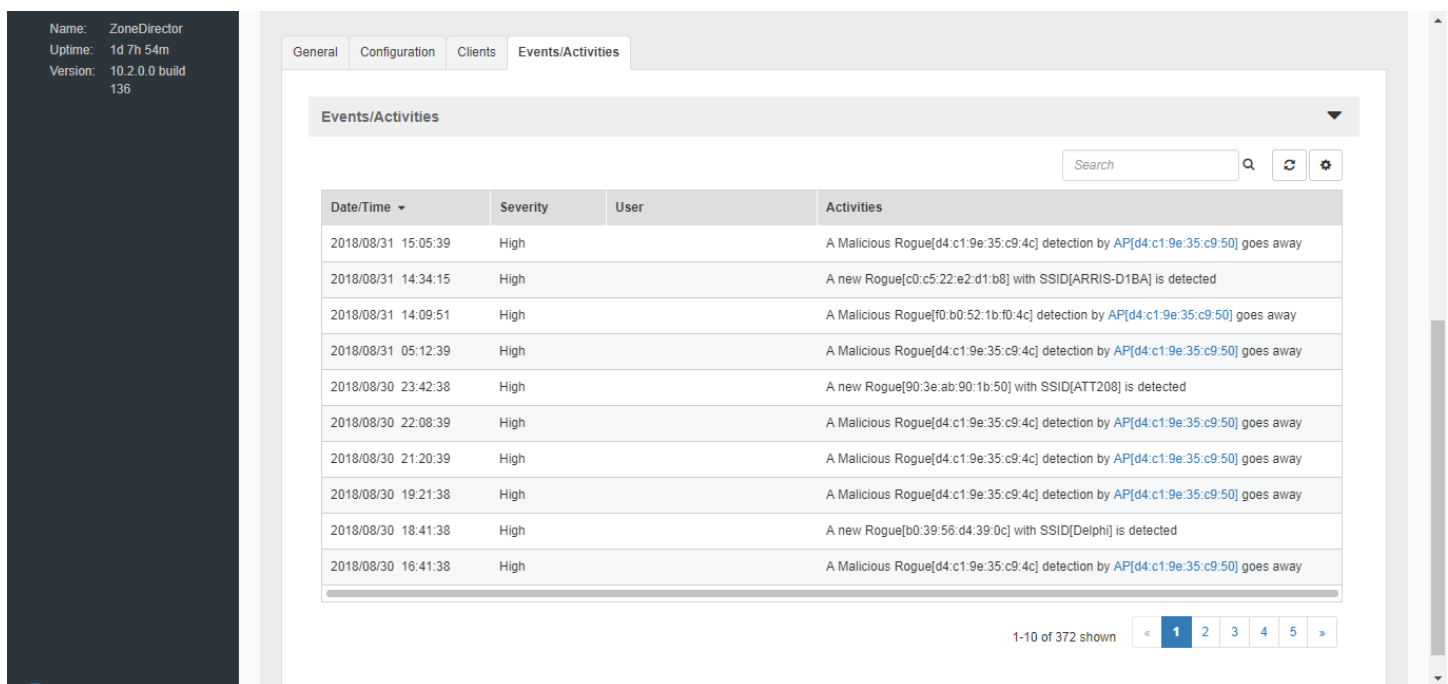 Name: ZoneDirector
Uptime: 1d 7h 54m
Version: 10.2.0.0 build
136
General Configuration Clients Events/Activities
Events/Activities
Search
Date/Time Severity User Activities
2018/08/31 15:05:39 High A Malicious Rogue[d4:c1:9e:35:c9:4c] detection by AP[d4:c1:9e:35:c9:50] goes away
2018/08/31 14:34:15 High A new Rogue[c0:c5:22:e2:d1:b8] with SSID[ARRIS-D1BA] is detected
2018/08/31 14:09:51 High A Malicious Rogue[f0:b0:52:1b:f0:4c] detection by AP[d4:c1:9e:35:c9:50] goes away
2018/08/31 05:12:39 High A Malicious Rogue[d4:c1:9e:35:c9:4c] detection by AP[d4:c1:9e:35:c9:50] goes away
2018/08/30 23:42:38 High A new Rogue[90:3e:ab:90:1b:50] with SSID[ATT208] is detected
2018/08/30 22:08:39 High A Malicious Rogue[d4:c1:9e:35:c9:4c] detection by AP[d4:c1:9e:35:c9:50] goes away
2018/08/30 21:20:39 High A Malicious Rogue[d4:c1:9e:35:c9:4c] detection by AP[d4:c1:9e:35:c9:50] goes away
2018/08/30 19:21:38 High A Malicious Rogue[d4:c1:9e:35:c9:4c] detection by AP[d4:c1:9e:35:c9:50] goes away
2018/08/30 18:41:38 High A new Rogue[b0:39:56:d4:39:0c] with SSID[Delphi] is detected
2018/08/30 16:41:38 High A Malicious Rogue[d4:c1:9e:35:c9:4c] detection by AP[d4:c1:9e:35:c9:50] goes away
1-10 of 372 shown « 1 2 3 4 5 »